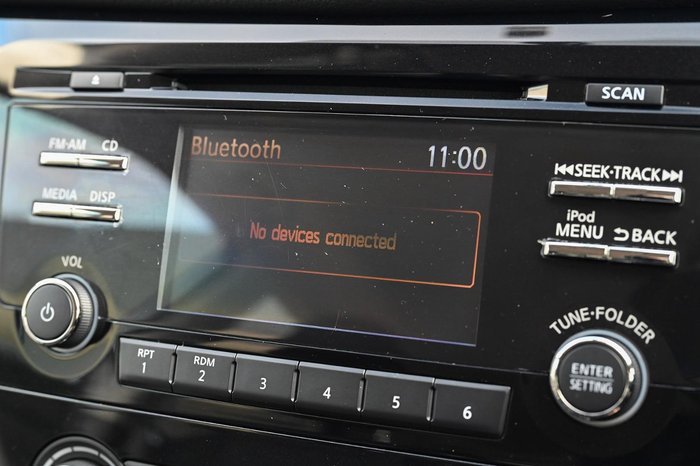 SCAN
FM·AM CD
MEDIA DISP
VOL
Bluetooth 11:00
No devices connected
SEEK·TRACK
iPod
MENU BACK
TUNE·FOLDER
ENTER
SETTING
RPT
1
RDM
2
3
4
5
6